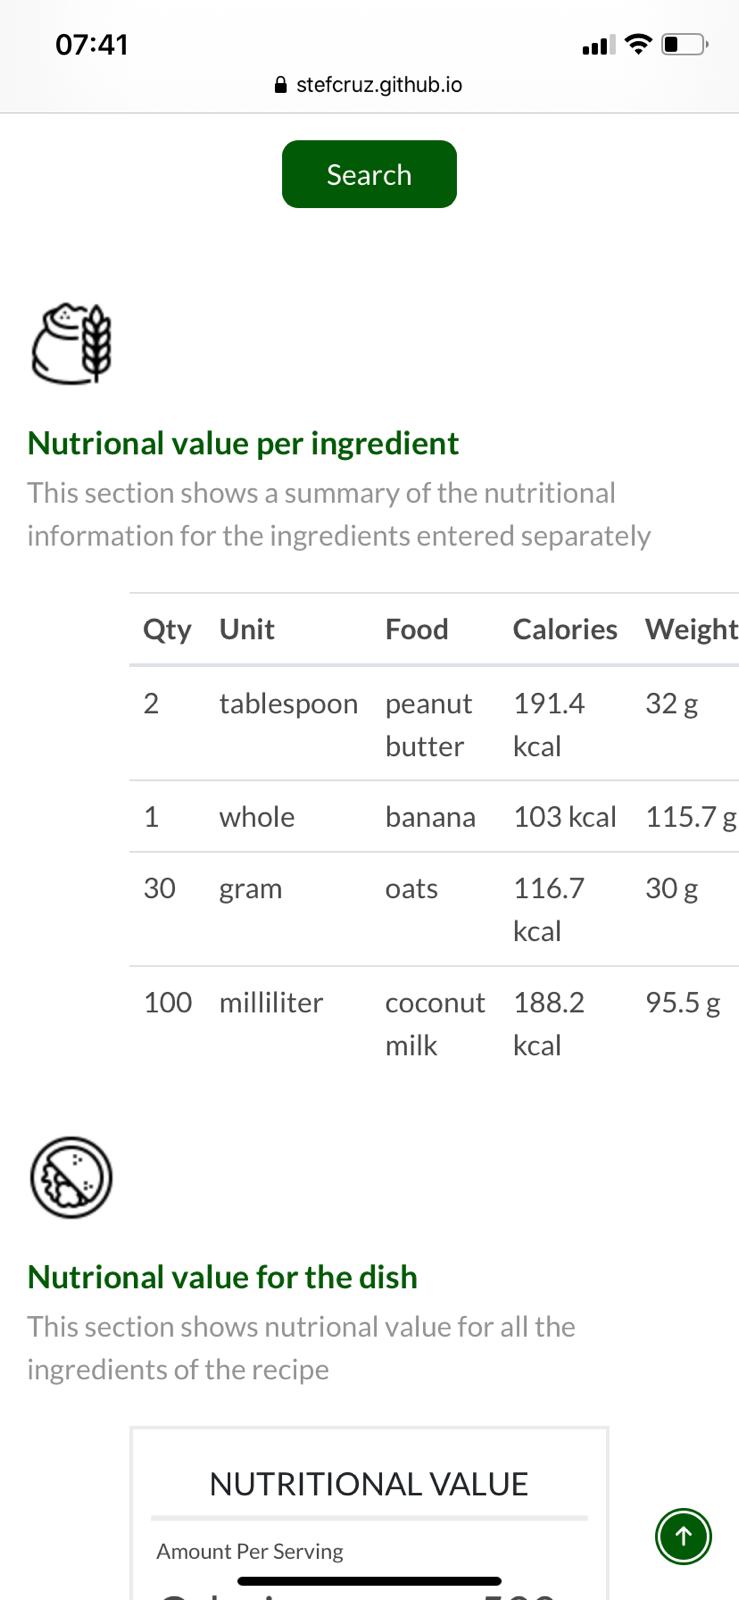 07:41
stefcruz.github.io
Search
Nutrional value per ingredient
This section shows a summary of the nutritional
information for the ingredients entered separately
Qty Unit Food Calories Weight
2 tablespoon peanut 191.4 32 g
butter kcal
1 whole banana 103 kcal 115.7 g
30 gram oats 116.7 30 g
kcal
100 milliliter coconut 188.2 95.5 g
milk kcal
Nutrional value for the dish
This section shows nutrional value for all the
ingredients of the recipe
NUTRITIONAL VALUE
Amount Per Serving